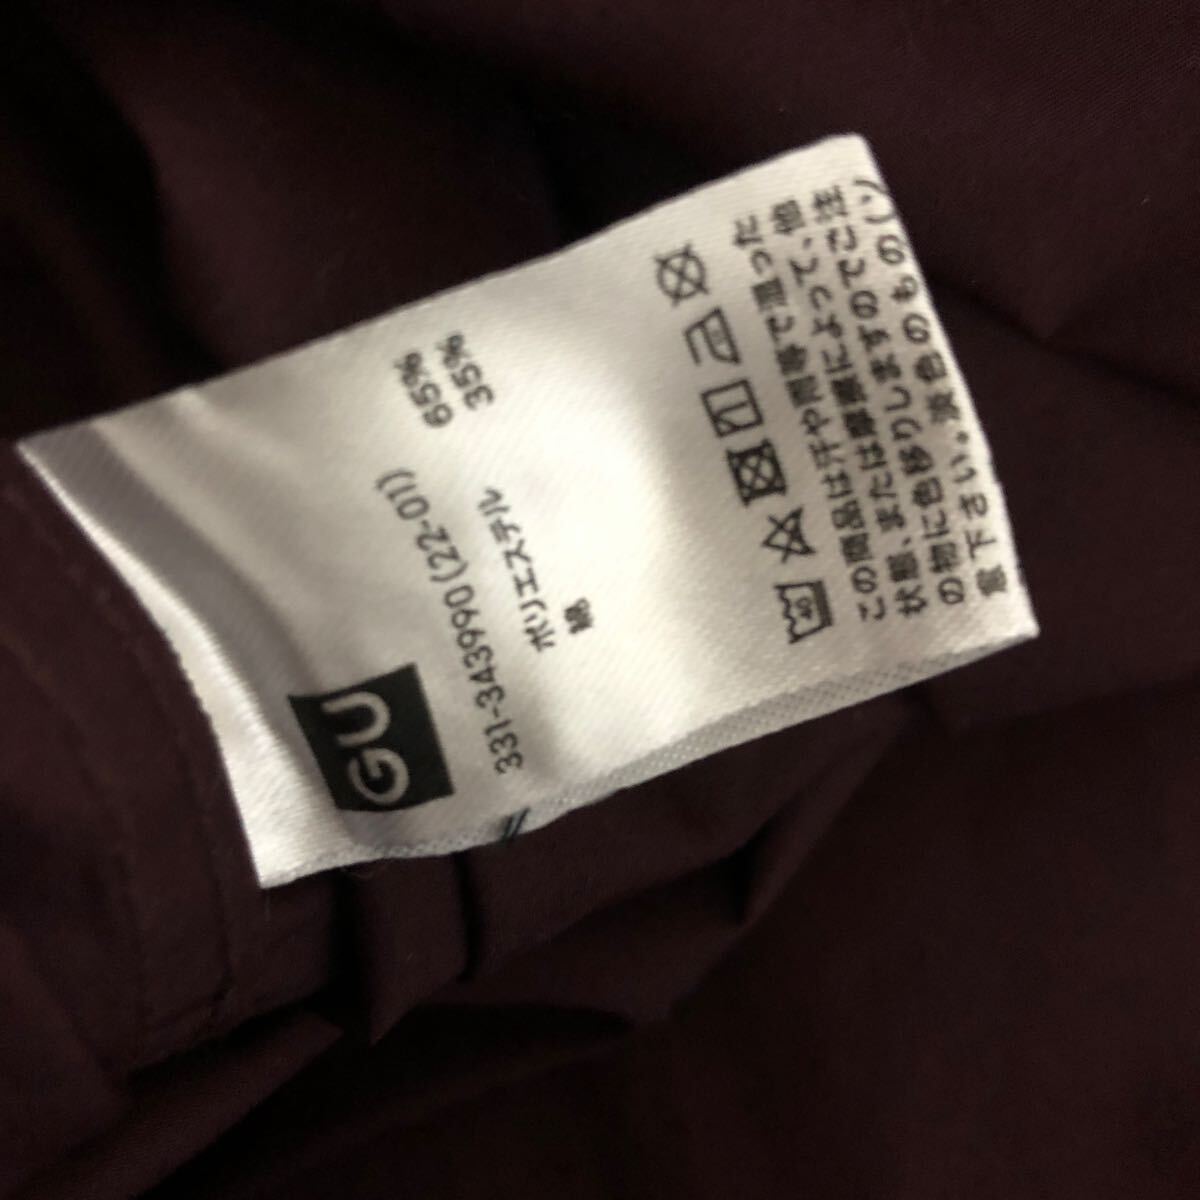 GU
331-343990(22-01)
ポリエステル 65%
綿 35%
40
この商品は汗や雨等で湿った
状態、または摩擦によって、他
の物に色移りしますのでご注
意下さい。淡色のもの(ソ